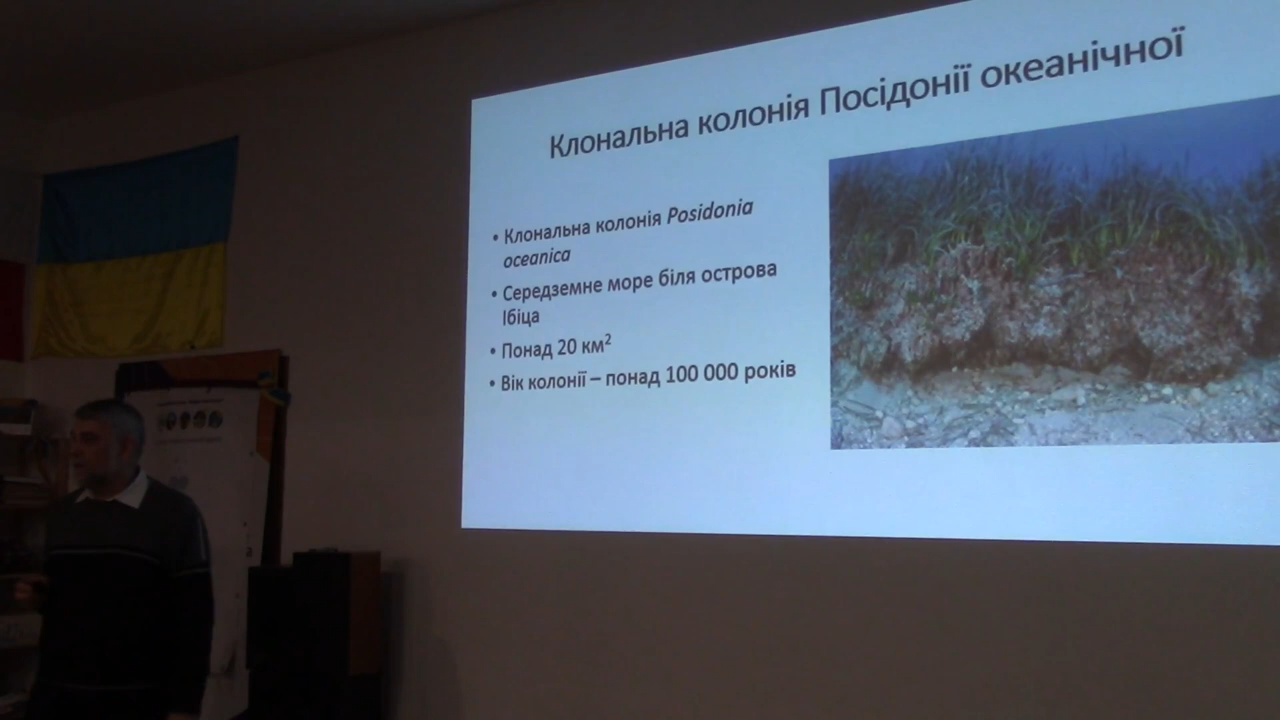 Клональна колонія Посідонії океанічної
• Клональна колонія Posidonia
oceanica
• Середземне море біля острова
Ібіца
• Понад 20 км²
• Вік колонії – понад 100 000 років